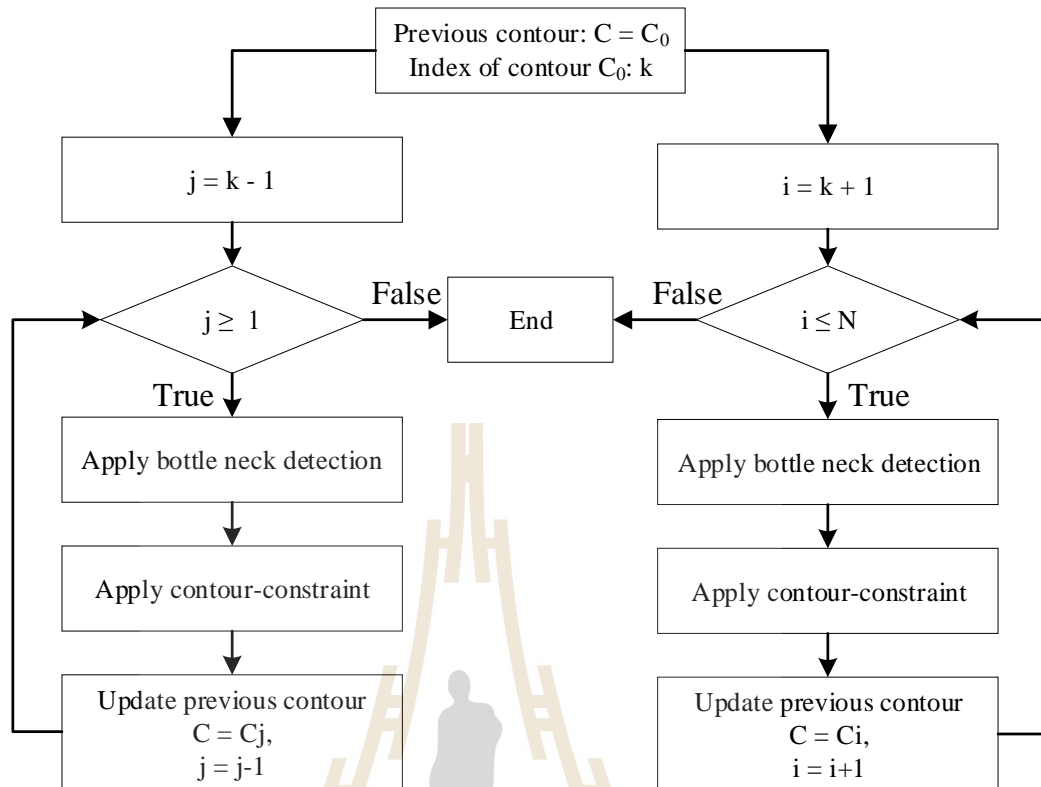 Previous contour: C = C₀
Index of contour C₀: k
j = k - 1
i = k + 1
j ≥ 1
False
End
False
i ≤ N
True
True
Apply bottle neck detection
Apply bottle neck detection
Apply contour-constraint
Apply contour-constraint
Update previous contour
C = Cj,
j = j-1
Update previous contour
C = Ci,
i = i+1